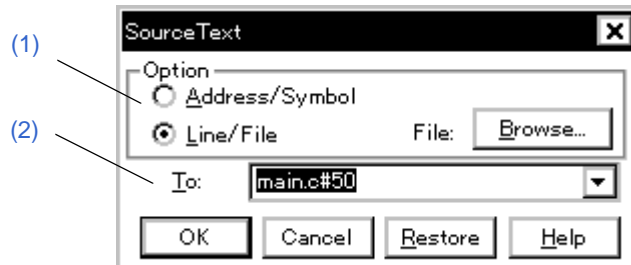 SourceText
(1)
Option
Address/Symbol
Line/File File: Browse...
(2)
To: main.c#50
OK Cancel Restore Help